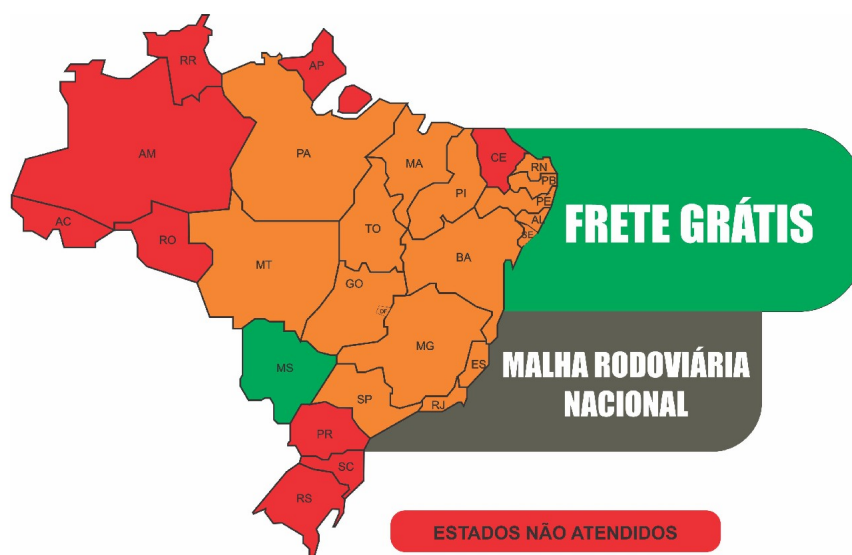 RR
AP
AM
PA
MA
CE
RN
PB
PI
PE
AL
SE
AC
RO
TO
BA
MT
GO
DF
MG
ES
MS
SP
RJ
PR
SC
RS
FRETE GRÁTIS
MALHA RODOVIÁRIA
NACIONAL
ESTADOS NÃO ATENDIDOS